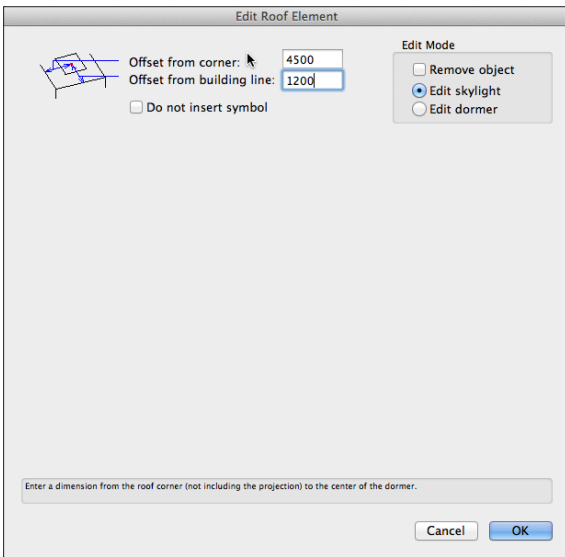 Edit Roof Element
Offset from corner: 4500
Offset from building line: 1200
Do not insert symbol
Edit Mode
Remove object
Edit skylight
Edit dormer
Enter a dimension from the roof corner (not including the projection) to the center of the dormer.
Cancel OK